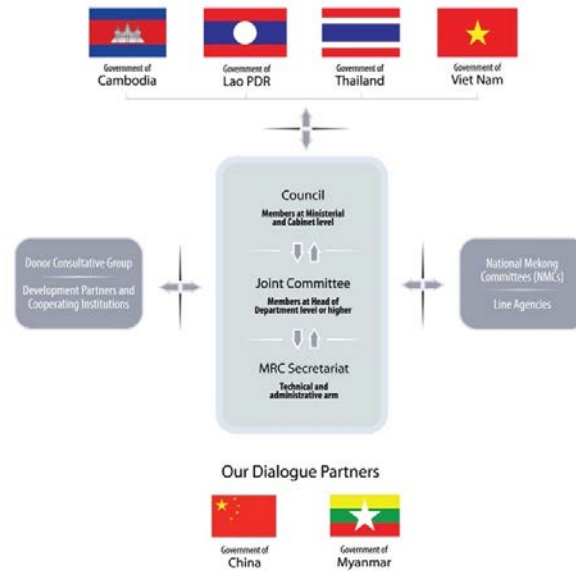 Government of
Cambodia
Government of
Lao PDR
Government of
Thailand
Government of
Viet Nam
Council
Members at Ministerial
and Cabinet level
Donor Consultative Group
Development Partners and
Cooperating Institutions
Joint Committee
Members at Head of
Department level or higher
National Mekong
Committees (NMCs)
Line Agencies
MRC Secretariat
Technical and
administrative arm
Our Dialogue Partners
Government of
China
Government of
Myanmar